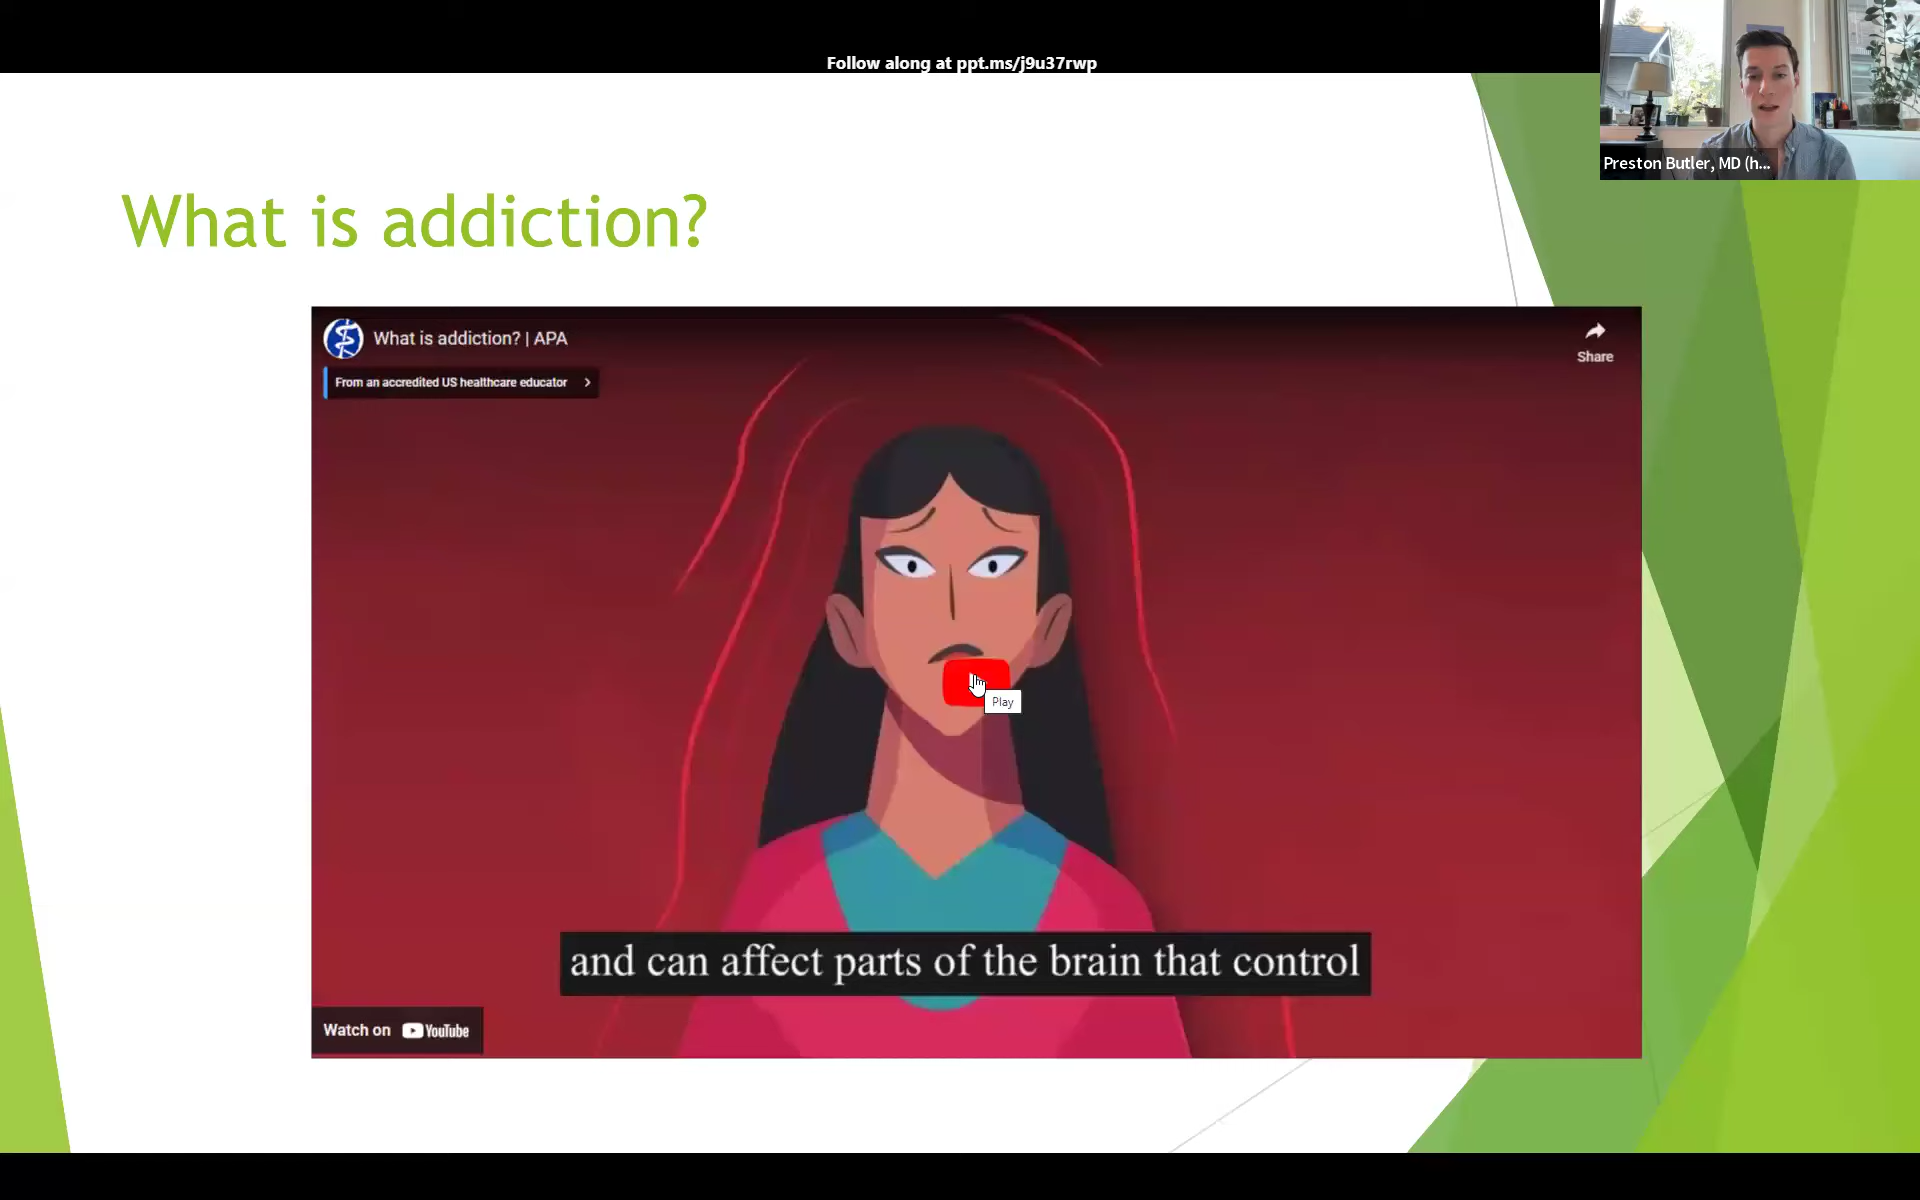 Follow along at ppt.ms/j9u37rwp
Preston Butler, MD (h...
What is addiction?
What is addiction? | APA
Share
From an accredited US healthcare educator
Play
and can affect parts of the brain that control
Watch on YouTube